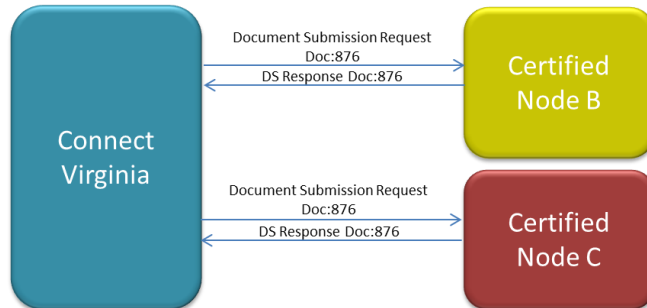 Document Submission Request
Doc:876
DS Response Doc:876
Certified
Node B
Connect
Virginia
Document Submission Request
Doc:876
DS Response Doc:876
Certified
Node C